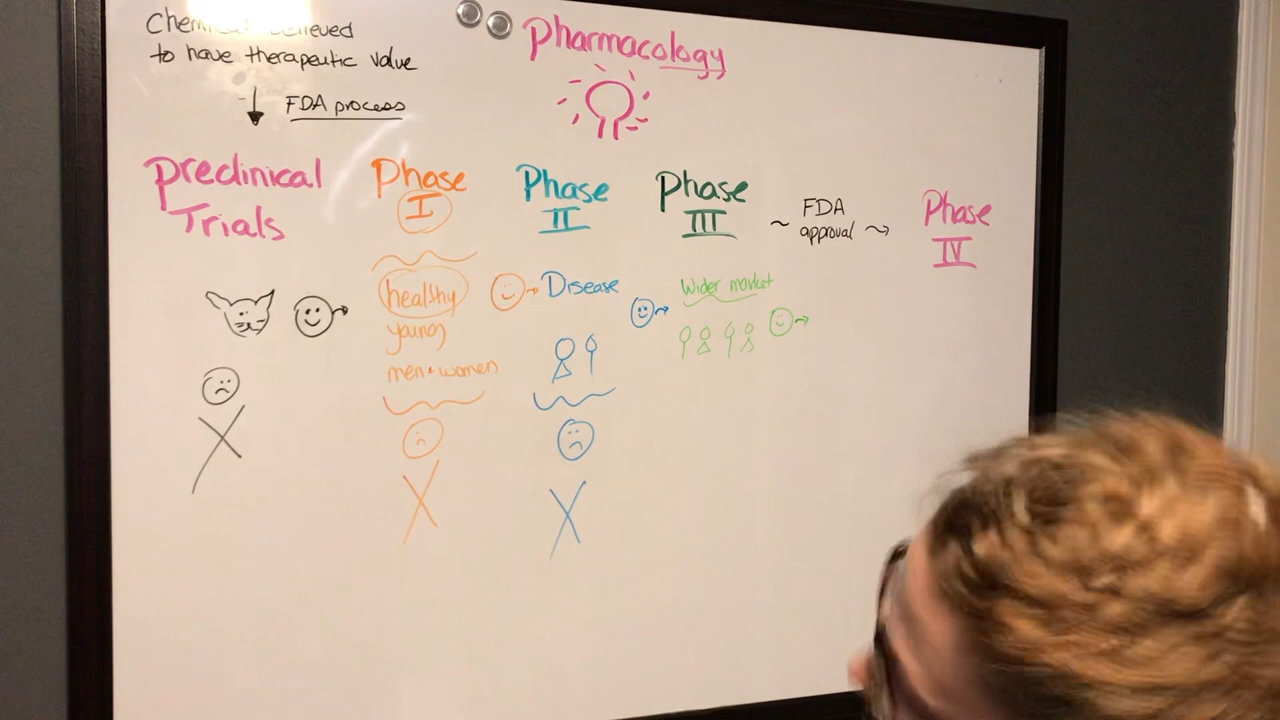 believed
to have therapeutic value
FDA process
Pharmacology
Preclinical
Trials
Phase
I
healthy
young
men + women
Phase
II
Disease
Phase
III
Wider market
FDA
approval
Phase
IV